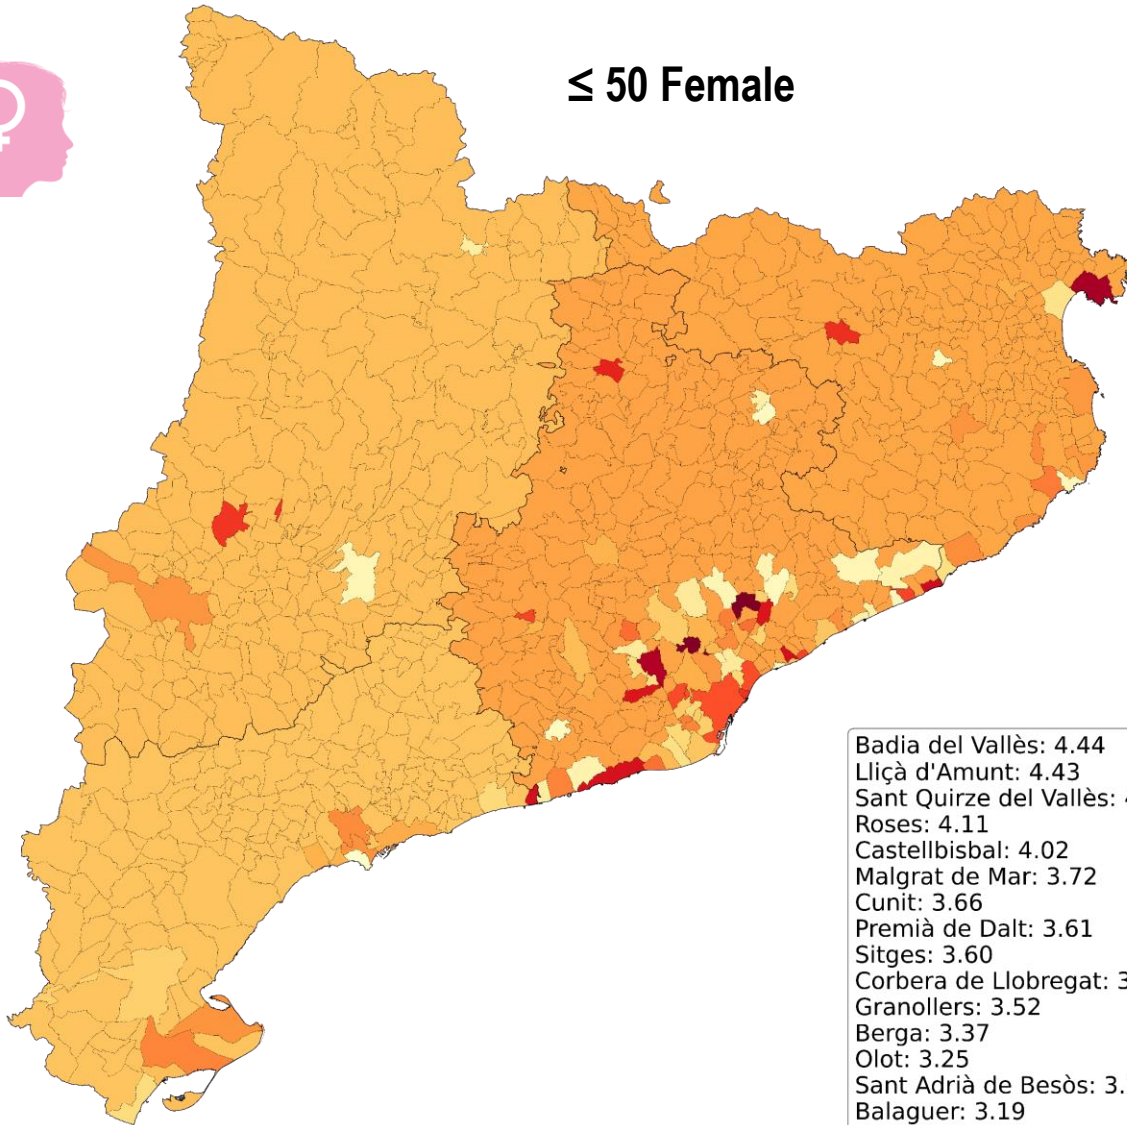 ≤ 50 Female
Badia del Vallès: 4.44
Lliçà d'Amunt: 4.43
Sant Quirze del Vallès:
Roses: 4.11
Castellbisbal: 4.02
Malgrat de Mar: 3.72
Cunit: 3.66
Premià de Dalt: 3.61
Sitges: 3.60
Corbera de Llobregat: 3
Granollers: 3.52
Berga: 3.37
Olot: 3.25
Sant Adrià de Besòs: 3.
Balaguer: 3.19